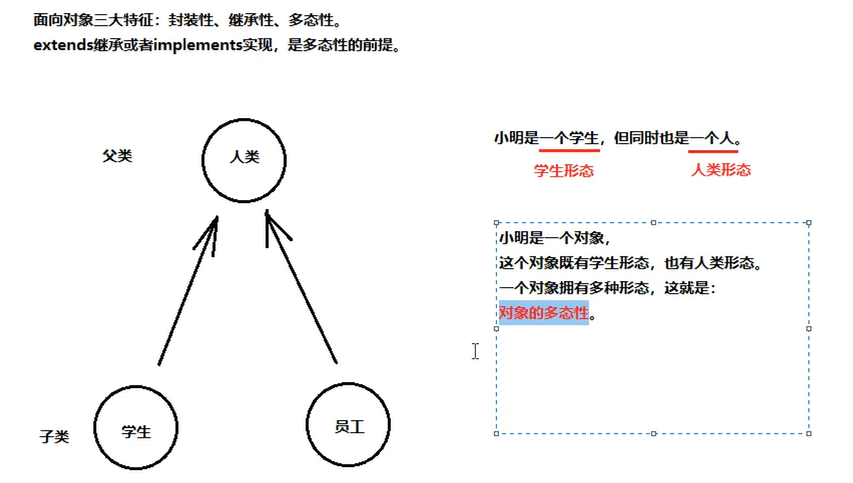 面向对象三大特征：封装性、继承性、多态性。
extends继承或者implements实现，是多态性的前提。
父类
人类
小明是一个学生，但同时也是一个人。
学生形态
人类形态
小明是一个对象，
这个对象既有学生形态，也有人类形态。
一个对象拥有多种形态，这就是：
对象的多态性。
子类
学生
员工